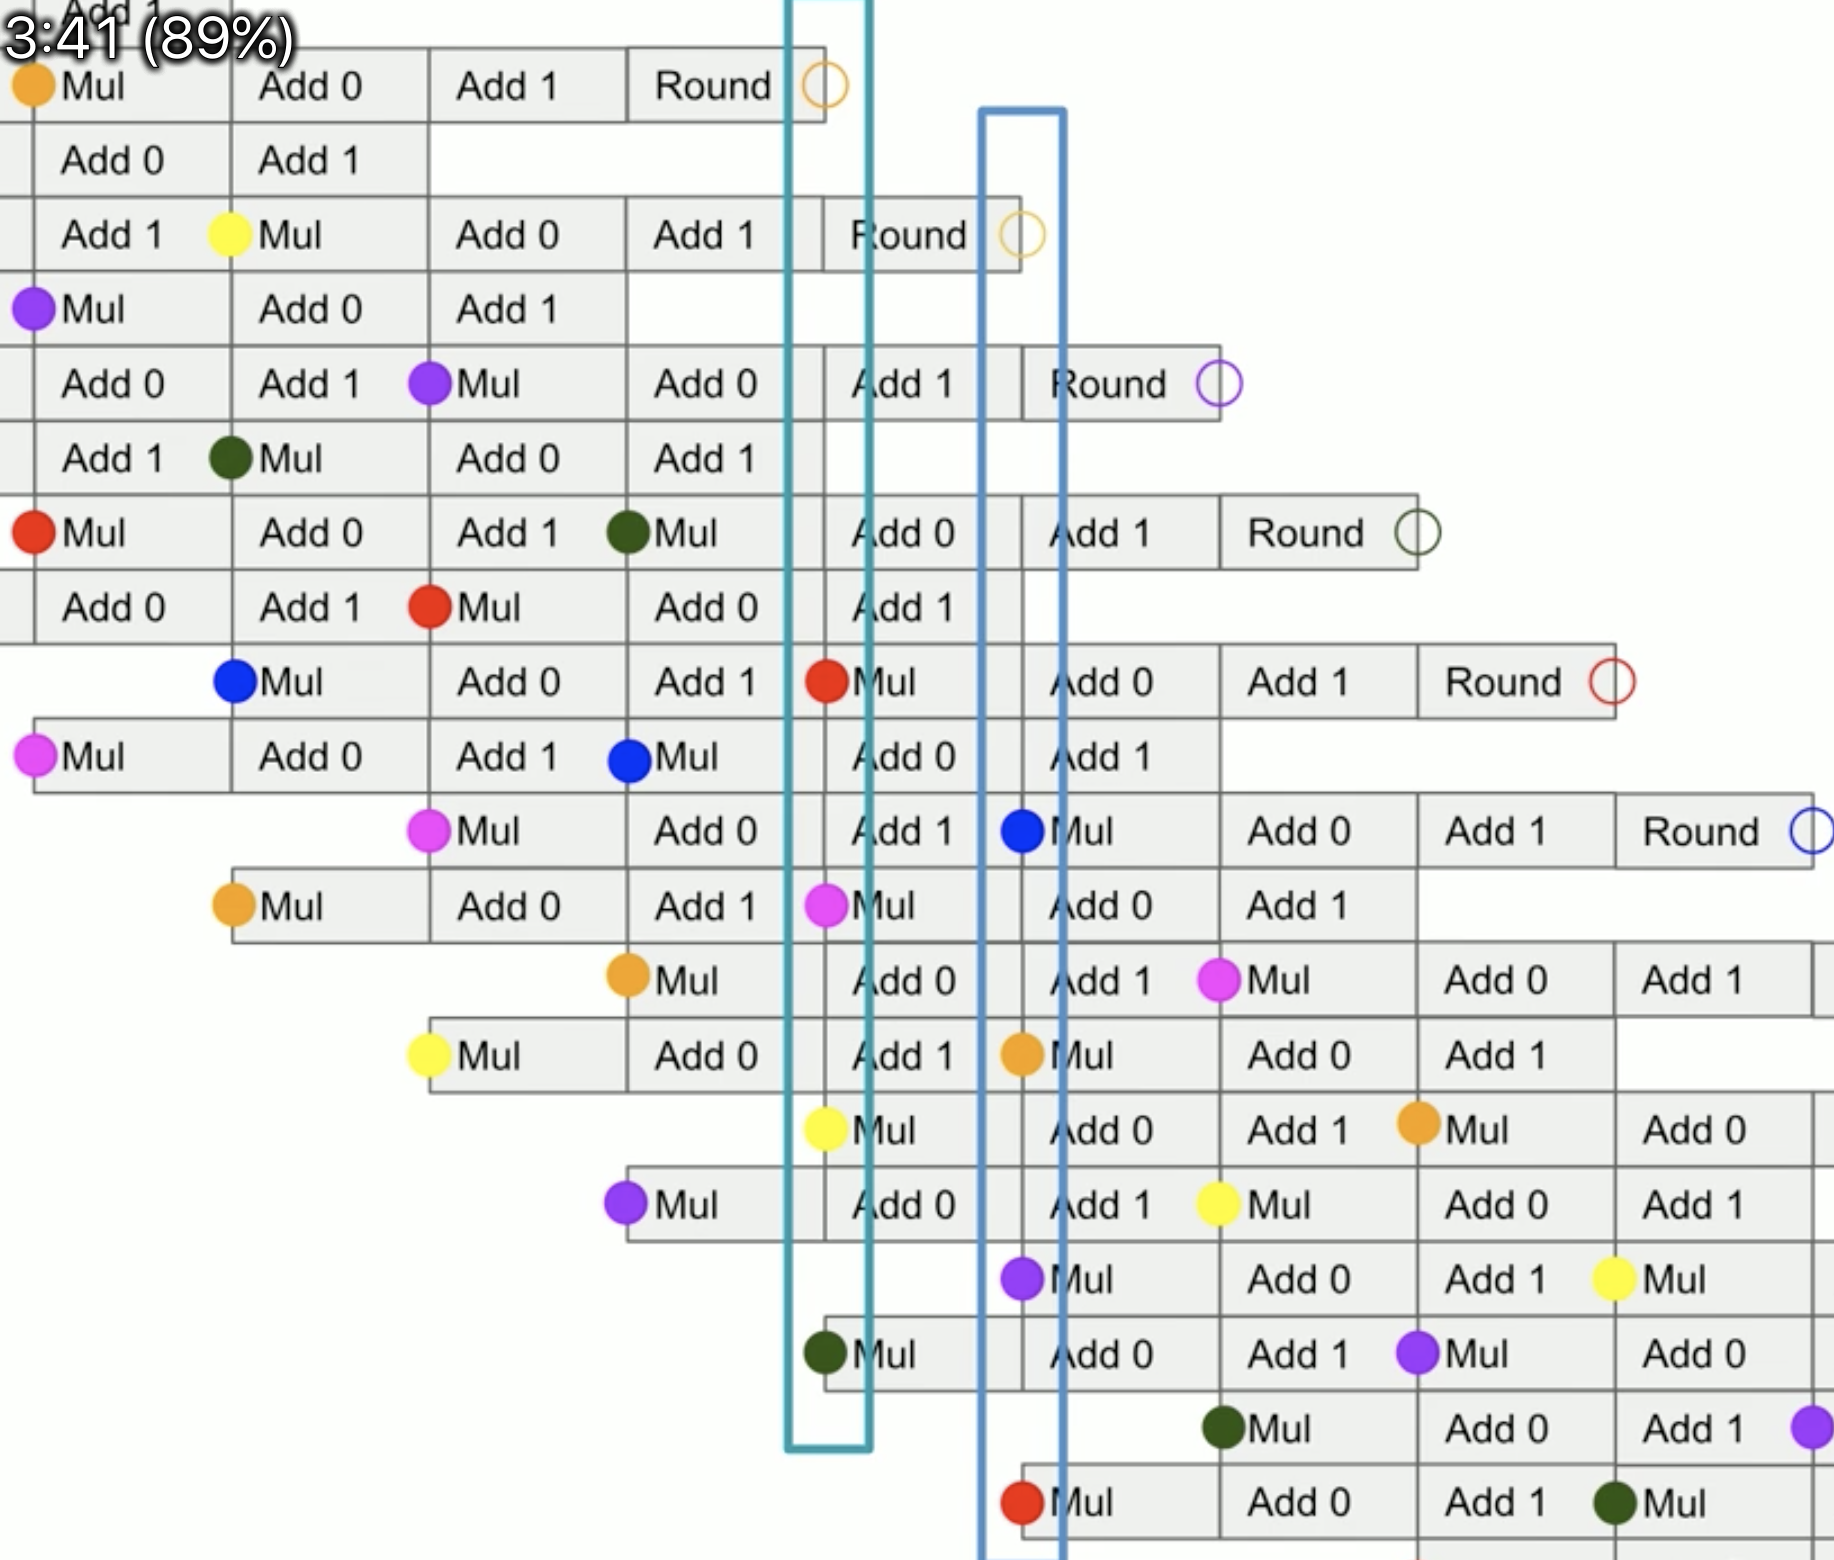 Add 1
3:41 (89%)
Mul Add 0 Add 1 Round
Add 0 Add 1
Add 1 Mul Add 0 Add 1 Round
Mul Add 0 Add 1
Add 0 Add 1 Mul Add 0 Add 1 Round
Add 1 Mul Add 0 Add 1
Mul Add 0 Add 1 Mul Add 0 Add 1 Round
Add 0 Add 1 Mul Add 0 Add 1
Mul Add 0 Add 1 Mul Add 0 Add 1 Round
Mul Add 0 Add 1 Mul Add 0 Add 1
Mul Add 0 Add 1 Mul Add 0 Add 1 Round
Mul Add 0 Add 1 Mul Add 0 Add 1
Mul Add 0 Add 1 Mul Add 0 Add 1
Mul Add 0 Add 1 Mul Add 0 Add 1
Mul Add 0 Add 1 Mul Add 0
Mul Add 0 Add 1 Mul Add 0 Add 1
Mul Add 0 Add 1 Mul
Mul Add 0 Add 1 Mul Add 0
Mul Add 0 Add 1
Mul Add 0 Add 1 Mul